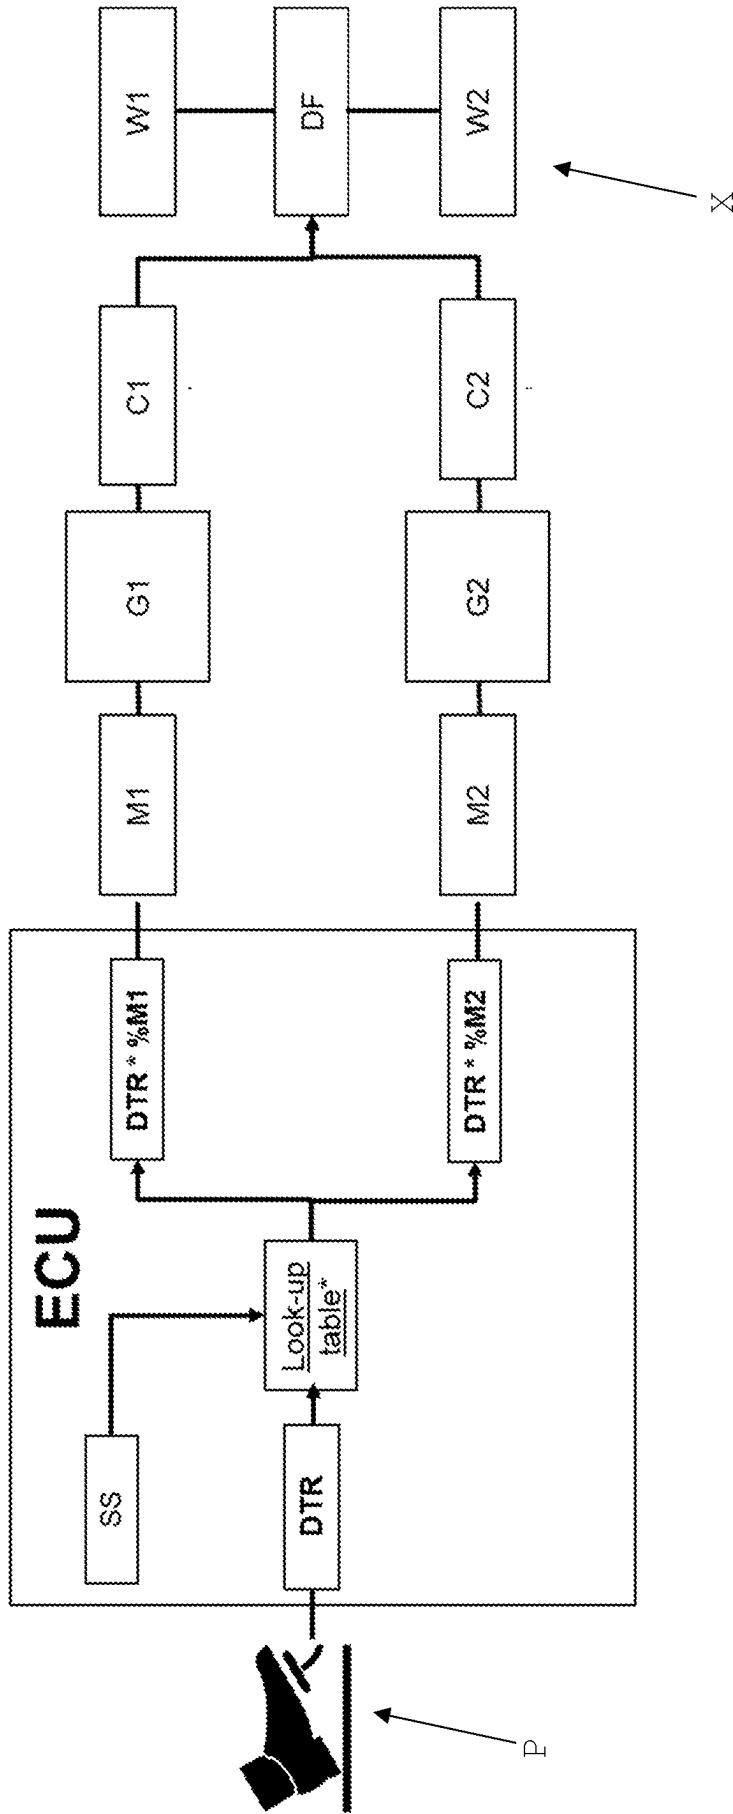 ECU
SS
DTR
Look-up
table*
DTR * %M1
DTR * %M2
M1
M2
G1
G2
C1
C2
W1
DF
W2
P
X